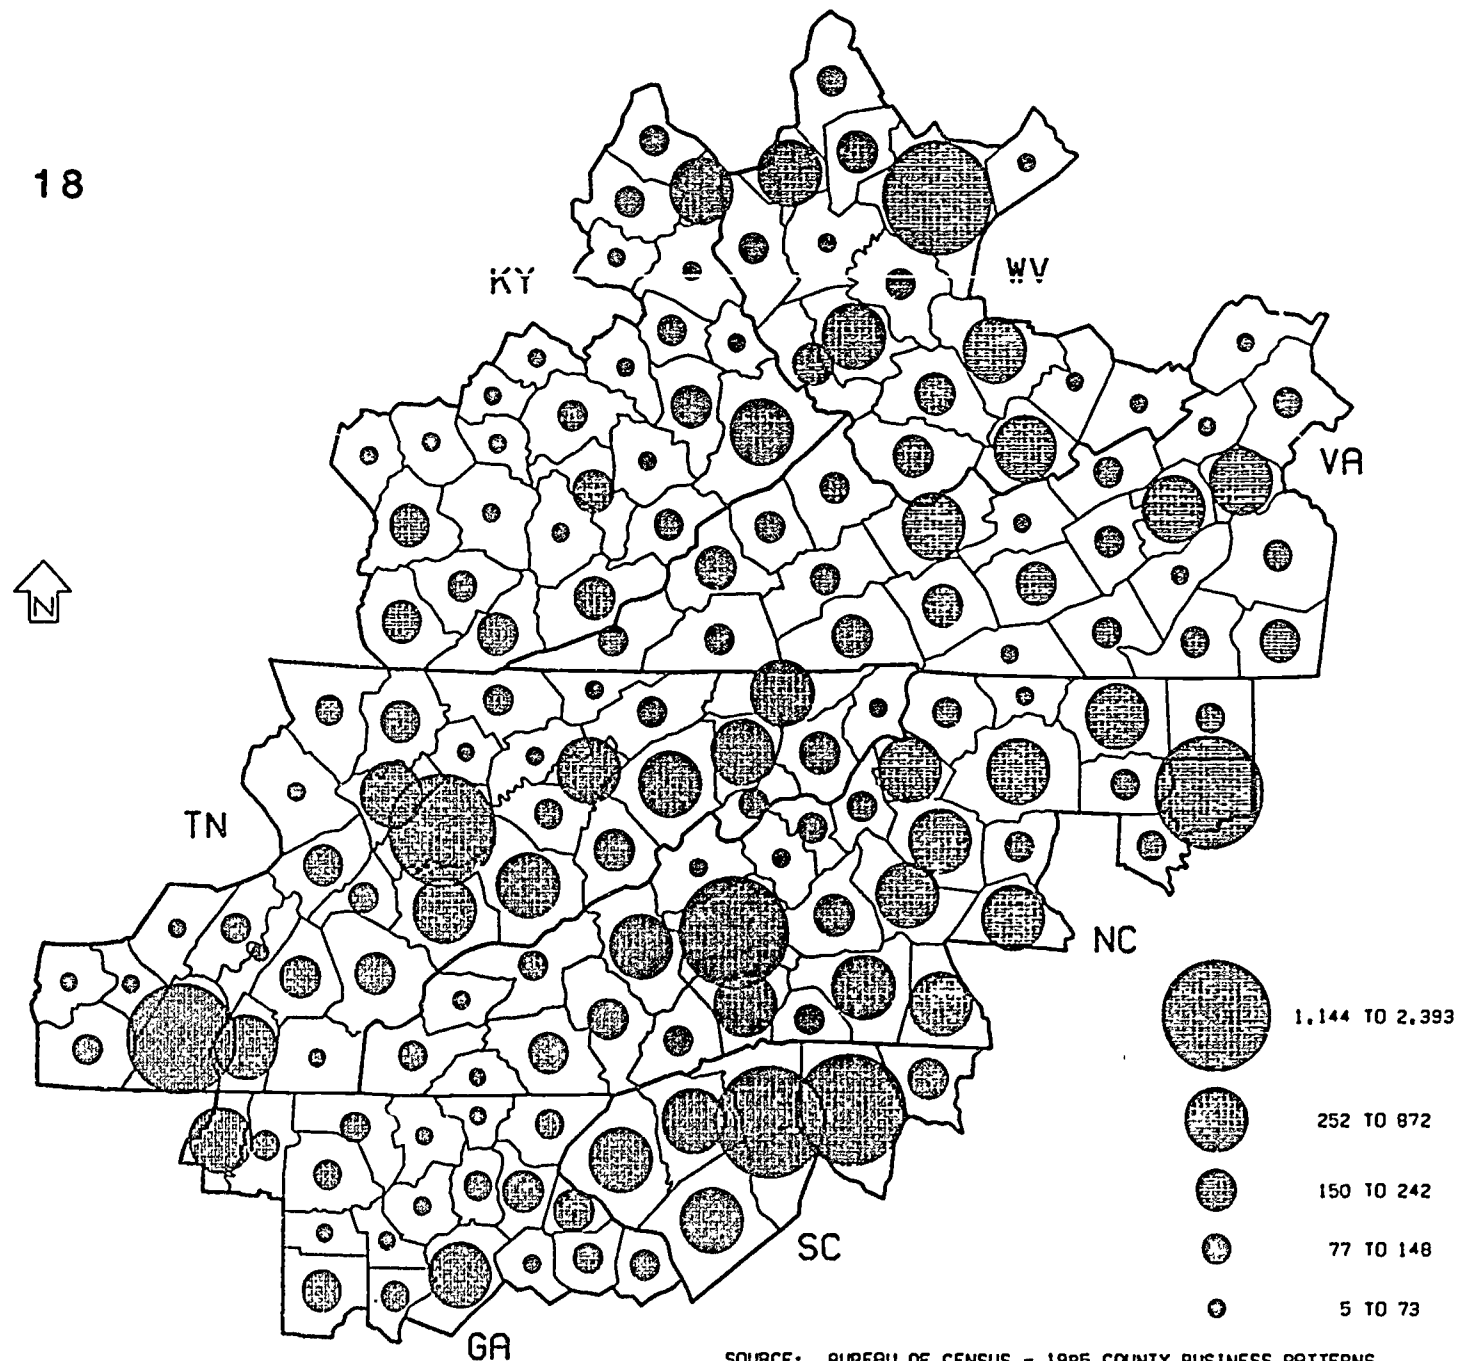 18
KY
WV
VA
N
TN
NC
1,144 TO 2,393
252 TO 872
150 TO 242
77 TO 148
5 TO 73
SC
GA
SOURCE: BUREAU OF CENSUS - 1985 COUNTY BUSINESS PATTERNS